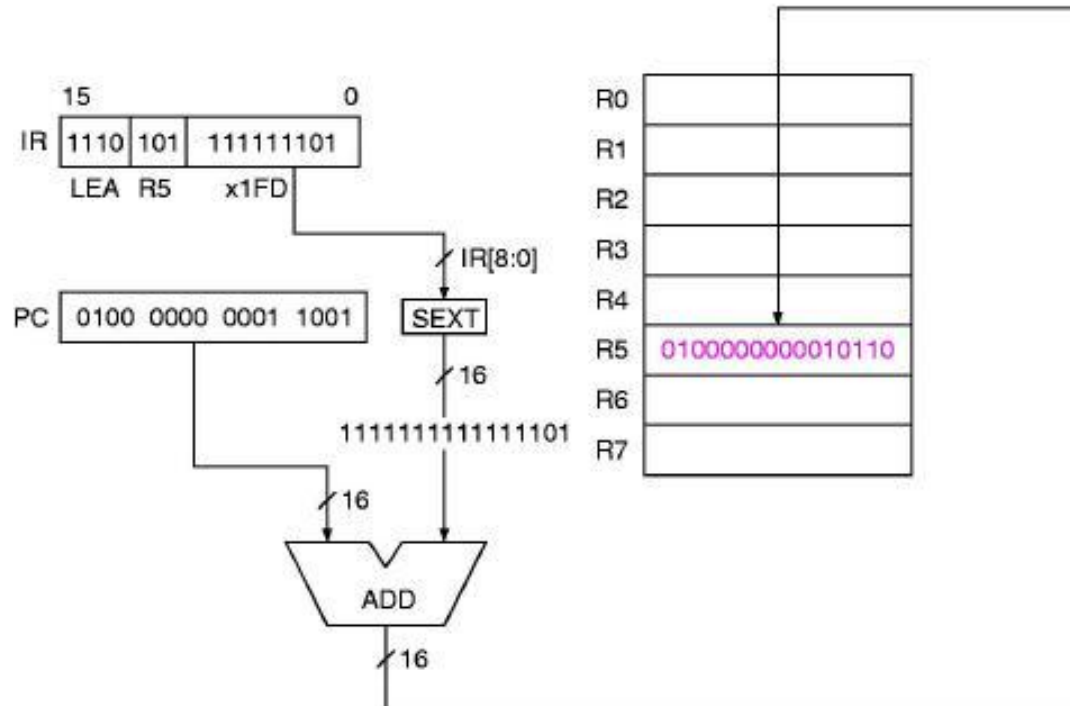 15 0
IR 1110 101 111111101
LEA R5 x1FD
IR[8:0]
PC 0100 0000 0001 1001
SEXT
16
1111111111111101
16
ADD
16
R0
R1
R2
R3
R4
R5 0100000000010110
R6
R7